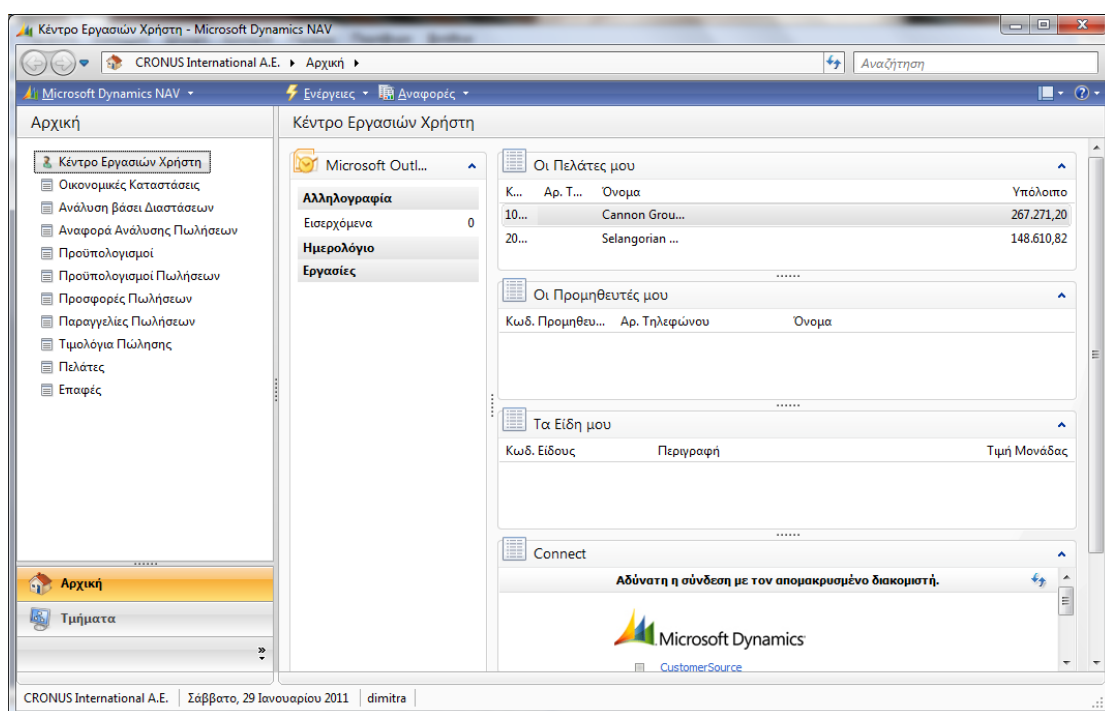 Κέντρο Εργασιών Χρήστη - Microsoft Dynamics NAV
CRONUS International A.E. Αρχική
Αναζήτηση
Microsoft Dynamics NAV
Ενέργειες Αναφορές
Αρχική
Κέντρο Εργασιών Χρήστη
Οικονομικές Καταστάσεις
Ανάλυση βάσει Διαστάσεων
Αναφορά Ανάλυσης Πωλήσεων
Προϋπολογισμοί
Προϋπολογισμοί Πωλήσεων
Προσφορές Πωλήσεων
Παραγγελίες Πωλήσεων
Τιμολόγια Πώλησης
Πελάτες
Επαφές
Αρχική
Τμήματα
Κέντρο Εργασιών Χρήστη
Microsoft Outl...
Αλληλογραφία
Εισερχόμενα 0
Ημερολόγιο
Εργασίες
Οι Πελάτες μου
Κ... Αρ. Τ... Όνομα Υπόλοιπο
10... Cannon Grou... 267.271,20
20... Selangorian ... 148.610,82
Οι Προμηθευτές μου
Κωδ. Προμηθευ... Αρ. Τηλεφώνου Όνομα
Τα Είδη μου
Κωδ. Είδους Περιγραφή Τιμή Μονάδας
Connect
Αδύνατη η σύνδεση με τον απομακρυσμένο διακομιστή.
Microsoft Dynamics
CustomerSource
CRONUS International A.E. Σάββατο, 29 Ιανουαρίου 2011 dimitra